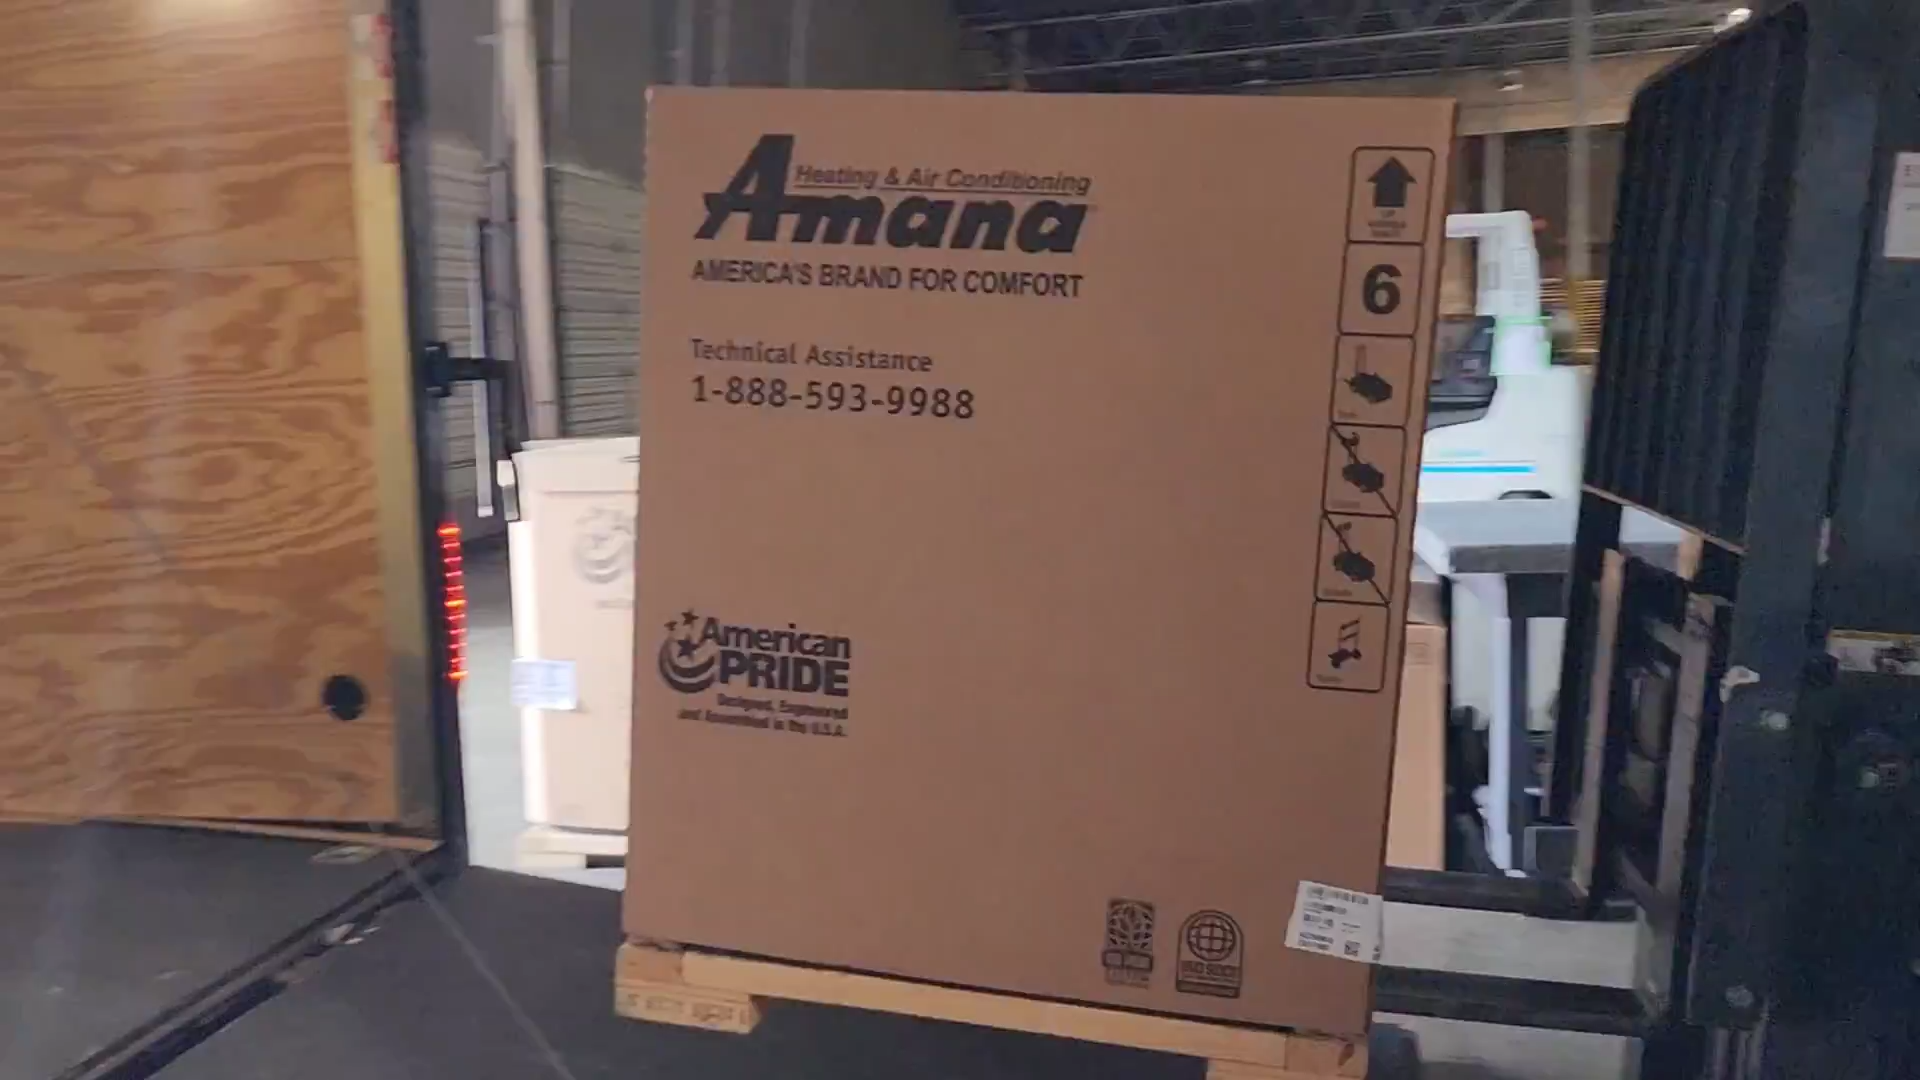 Heating & Air Conditioning
Amana
AMERICA'S BRAND FOR COMFORT
Technical Assistance
1-888-593-9988
6
American
PRIDE
Designed, Engineered
and Assembled in the U.S.A.